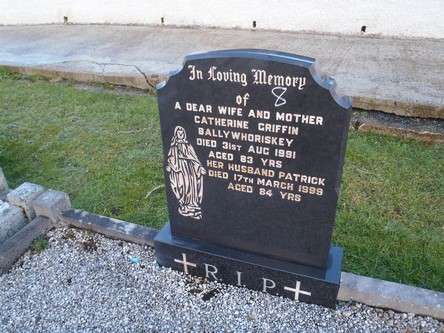 In Loving Memory
of 8
A DEAR WIFE AND MOTHER
CATHERINE GRIFFIN
BALLYWHORISKEY
DIED 31ST AUG 1991
AGED 83 YRS
HER HUSBAND PATRICK
DIED 17TH MARCH 1999
AGED 84 YRS
R.I.P